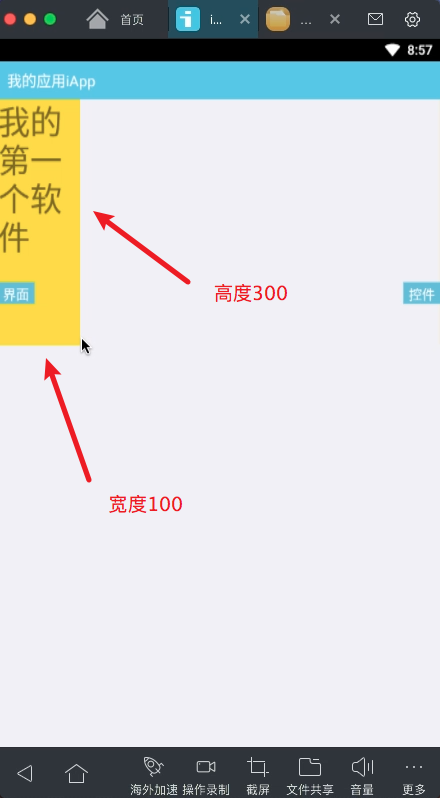 首页
i...
...
8:57
我的应用iApp
我的
第一
个软
件
界面
高度300
控件
宽度100
海外加速
操作录制
截屏
文件共享
音量
更多